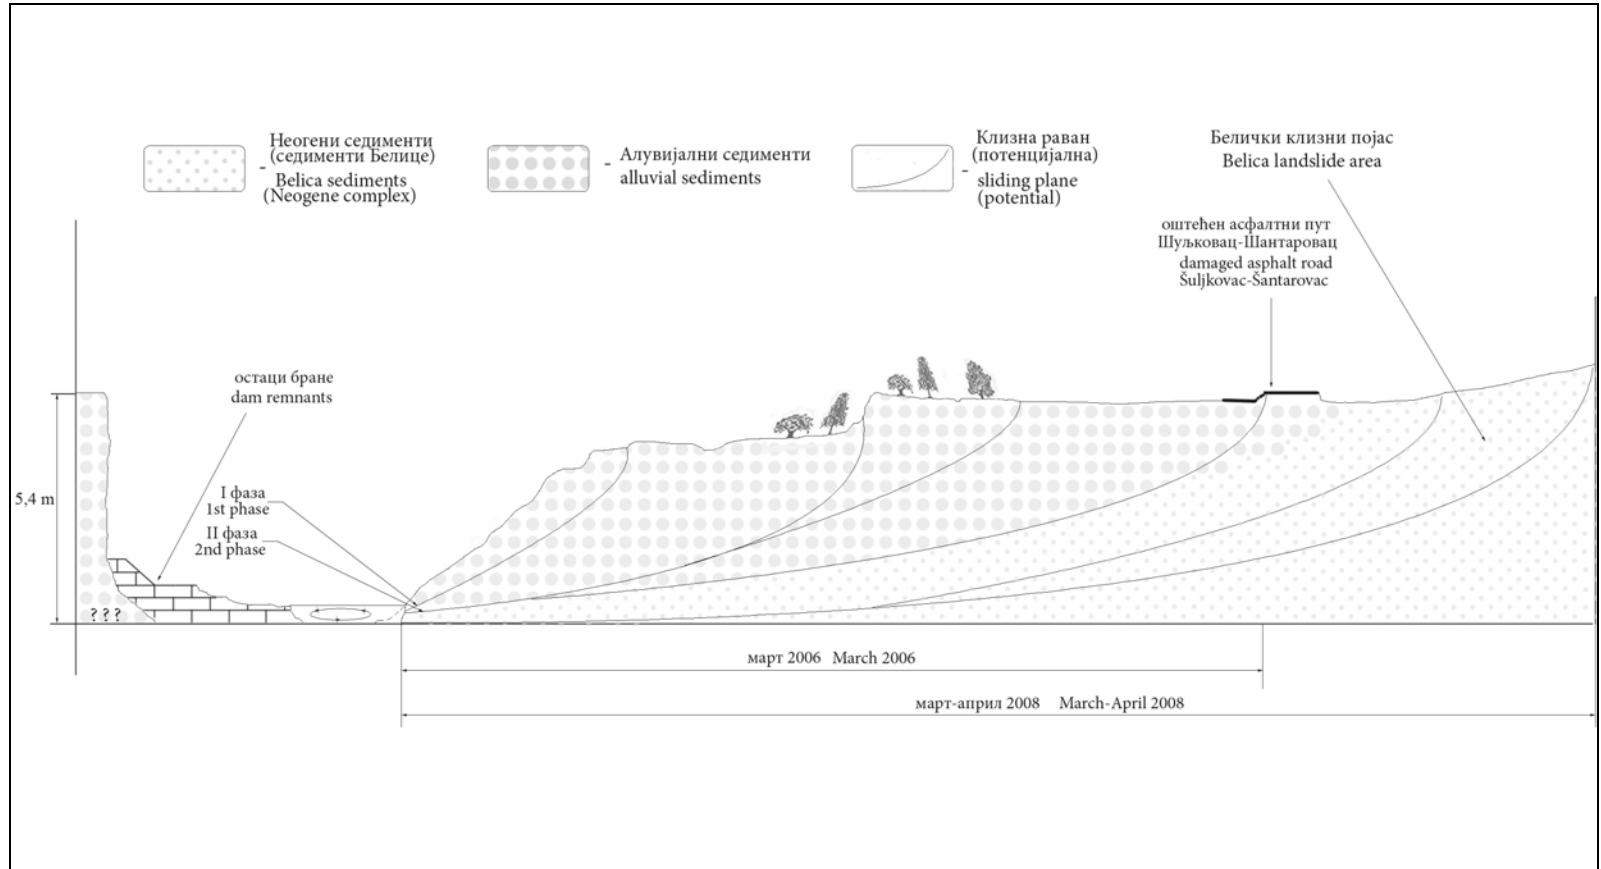 Неогени седименти
(седименти Белице)
- Belica sediments
(Neogene complex)
- Алувијални седименти
alluvial sediments
Клизна раван
(потенцијална)
- sliding plane
(potential)
Белички клизни појас
Belica landslide area
оштећен асфалтни пут
Шуљковац-Шантаровац
damaged asphalt road
Šuljkovac-Šantarovac
остаци бране
dam remnants
5,4 m
I фаза
1st phase
II фаза
2nd phase
? ? ?
март 2006 March 2006
март-април 2008 March-April 2008